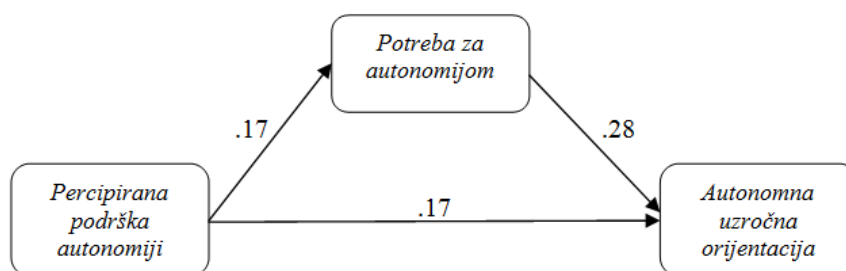 Potreba za
autonomijom
.17
.28
Percipirana
podrška
autonomiji
.17
Autonomna
uzročna
orijentacija